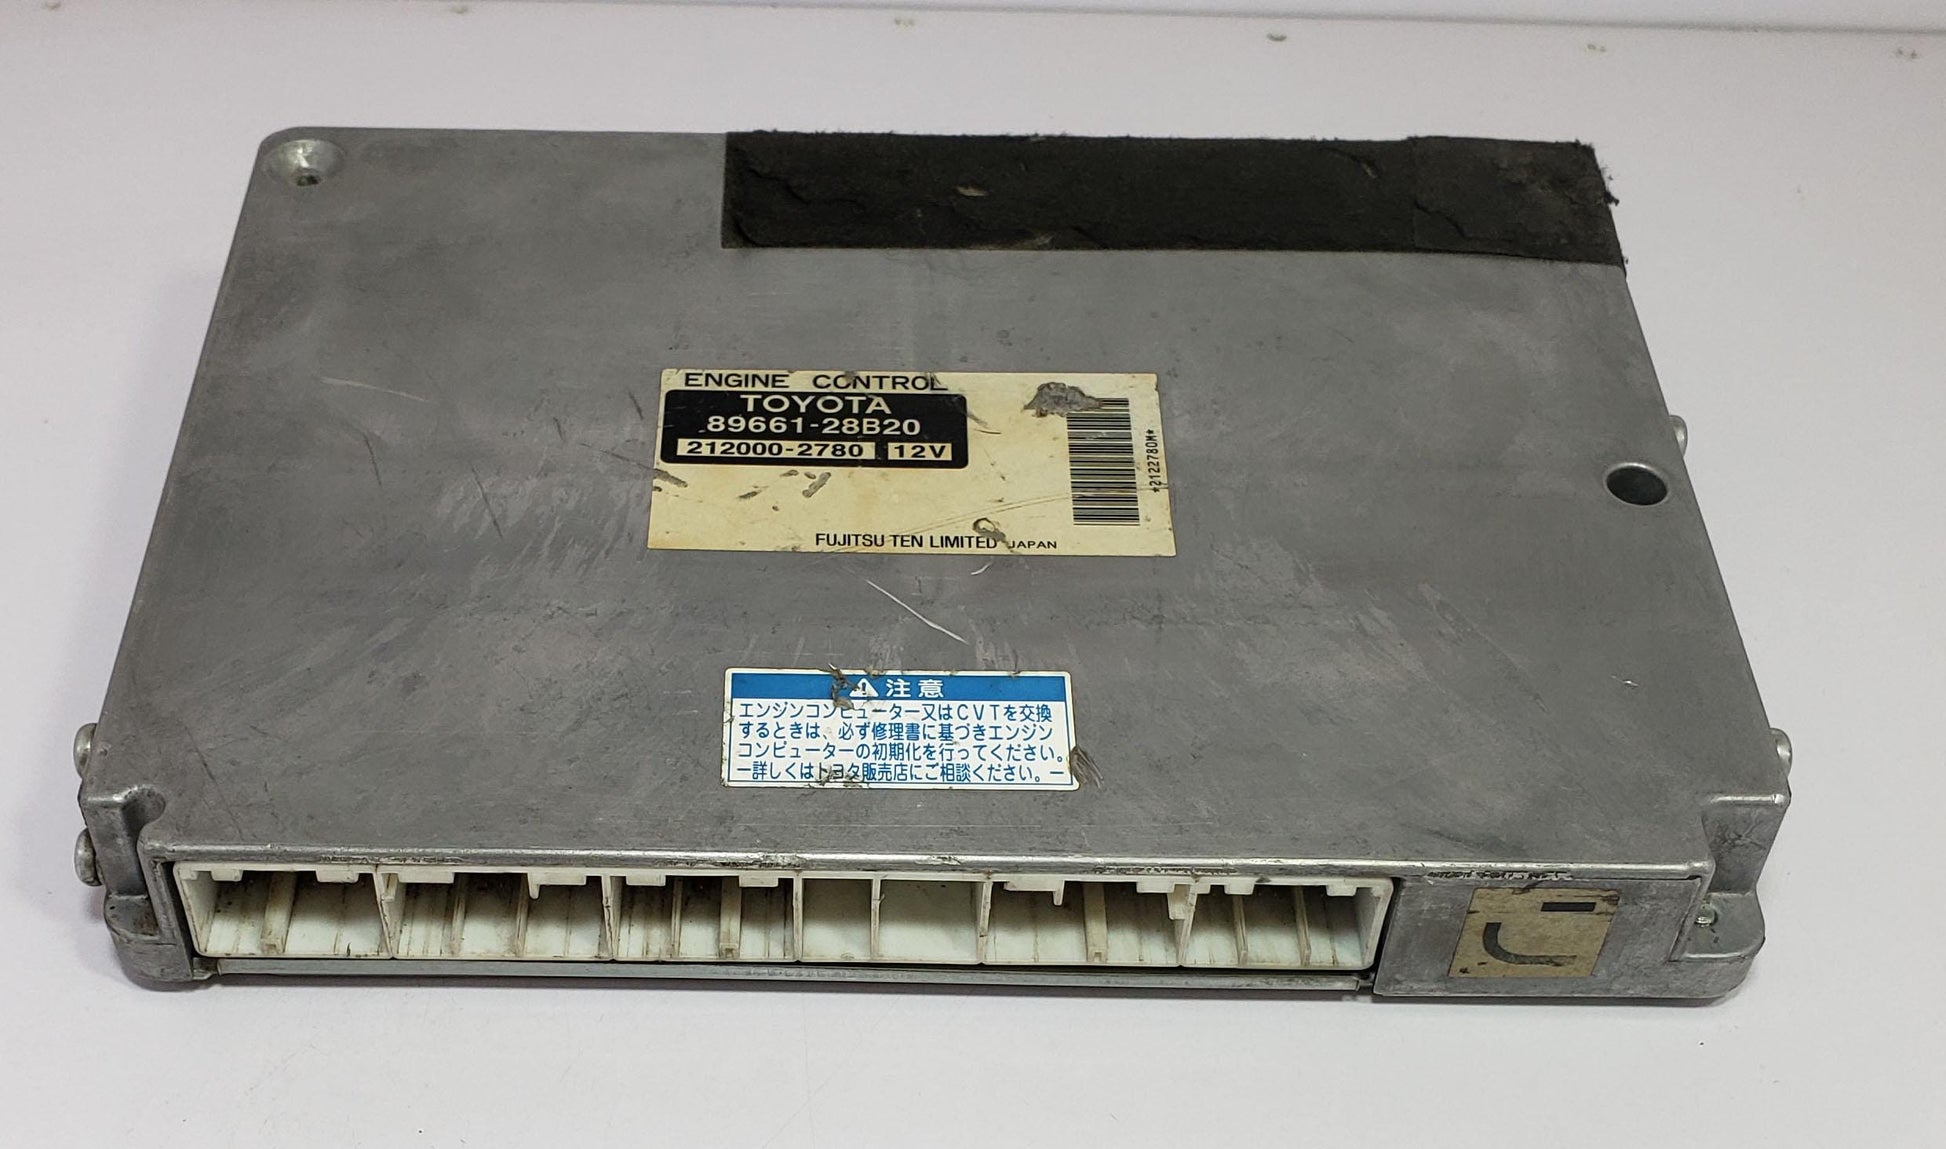 ENGINE CONTROL
TOYOTA
89661-28B20
212000-2780 12V
*2122780M*
FUJITSU TEN LIMITED JAPAN
⚠注意
エンジンコンピューター又はCVTを交換
するときは、必ず修理書に基づきエンジン
コンピューターの初期化を行ってください。
ー詳しくはトヨタ販売店にご相談ください。ー